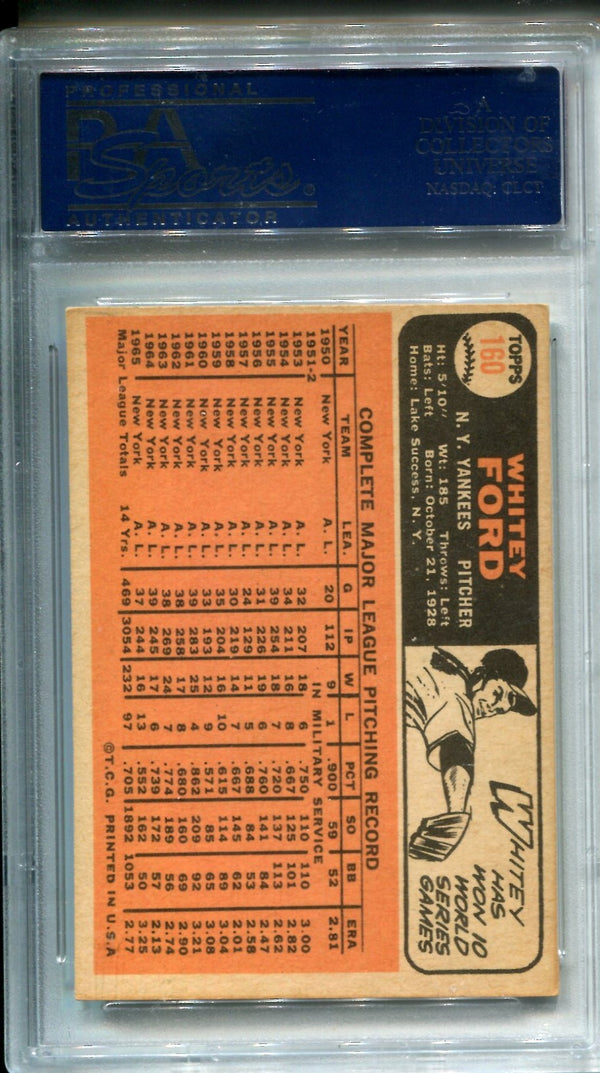 PROFESSIONAL
PSA
Sports®
AUTHENTICATOR
A
DIVISION OF
COLLECTORS
UNIVERSE
NASDAQ: CLCT
TOPPS
160
WHITEY
FORD
N. Y. YANKEES PITCHER
Ht: 5'10" Wt: 185 Throws: Left
Bats: Left Born: October 21, 1928
Home: Lake Success, N. Y.
WHITEY
HAS
WON 10
WORLD
SERIES
GAMES
COMPLETE MAJOR LEAGUE PITCHING RECORD
YEAR TEAM LEA. G IP W L PCT SO BB ERA
1950 New York A. L. 20 112 9 1 .900 59 52 2.81
1951-2 IN MILITARY SERVICE
1953 New York A. L. 32 207 18 6 .750 110 110 3.00
1954 New York A. L. 34 211 16 8 .667 125 101 2.82
1955 New York A. L. 39 254 18 7 .720 137 113 2.62
1956 New York A. L. 31 226 19 6 .760 141 84 2.47
1957 New York A. L. 24 129 11 5 .688 84 53 2.58
1958 New York A. L. 30 219 14 7 .667 145 62 2.01
1959 New York A. L. 35 204 16 10 .615 114 89 3.04
1960 New York A. L. 33 193 12 9 .571 85 65 3.08
1961 New York A. L. 39 283 25 4 .862 209 92 3.21
1962 New York A. L. 38 258 17 8 .680 160 69 2.90
1963 New York A. L. 38 269 24 7 .774 189 56 2.74
1964 New York A. L. 39 245 17 6 .739 172 57 2.13
1965 New York A. L. 37 244 16 13 .552 162 50 3.25
Major League Totals 14 Yrs. 469 3054 232 97 .705 1892 1053 2.77
©T.C.G. PRINTED IN U.S.A